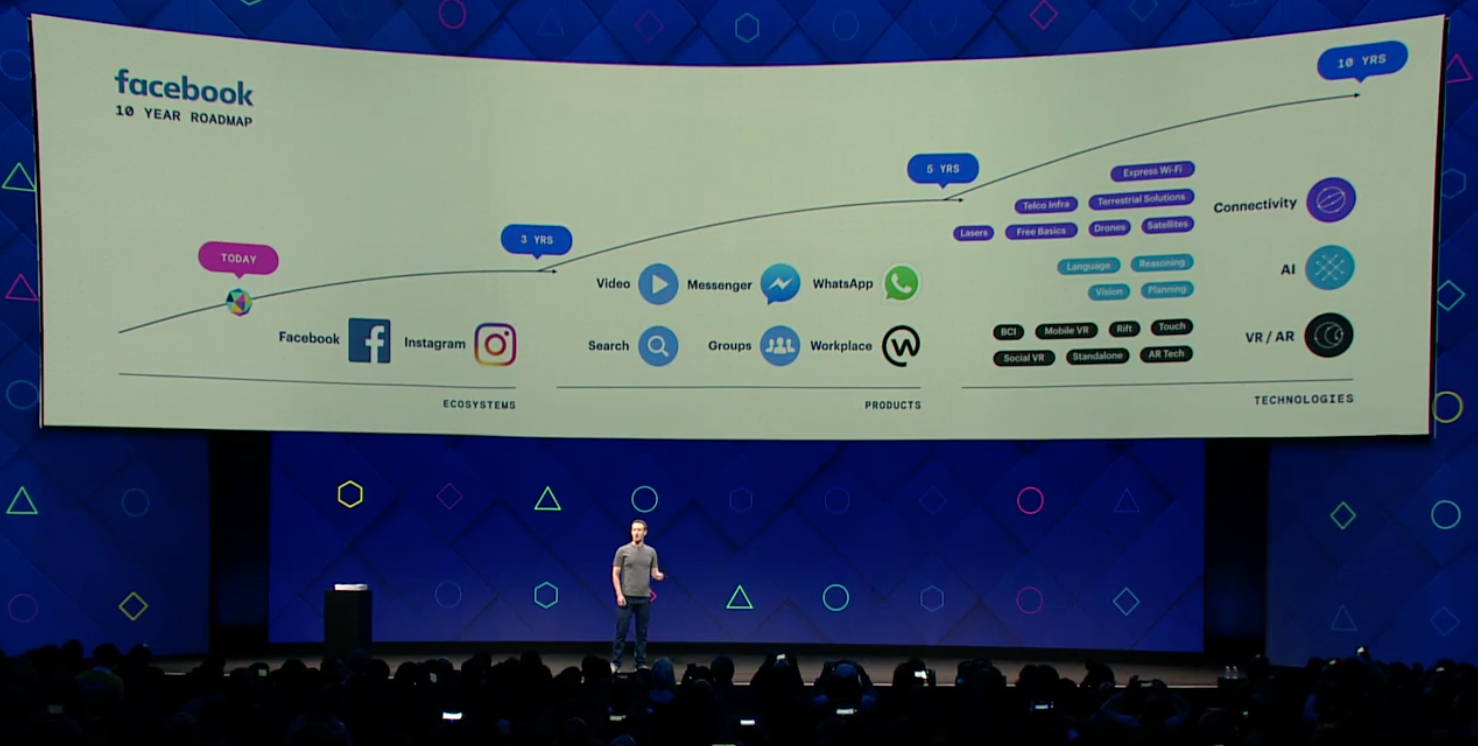 facebook
10 YEAR ROADMAP
10 YRS
5 YRS
3 YRS
TODAY
Facebook
Instagram
ECOSYSTEMS
Video
Messenger
WhatsApp
Search
Groups
Workplace
PRODUCTS
Express Wi-Fi
Telco Infra
Terrestrial Solutions
Lasers
Free Basics
Drones
Satellites
Connectivity
Language
Reasoning
Vision
Planning
AI
BCI
Mobile VR
Rift
Touch
Social VR
Standalone
AR Tech
VR / AR
TECHNOLOGIES